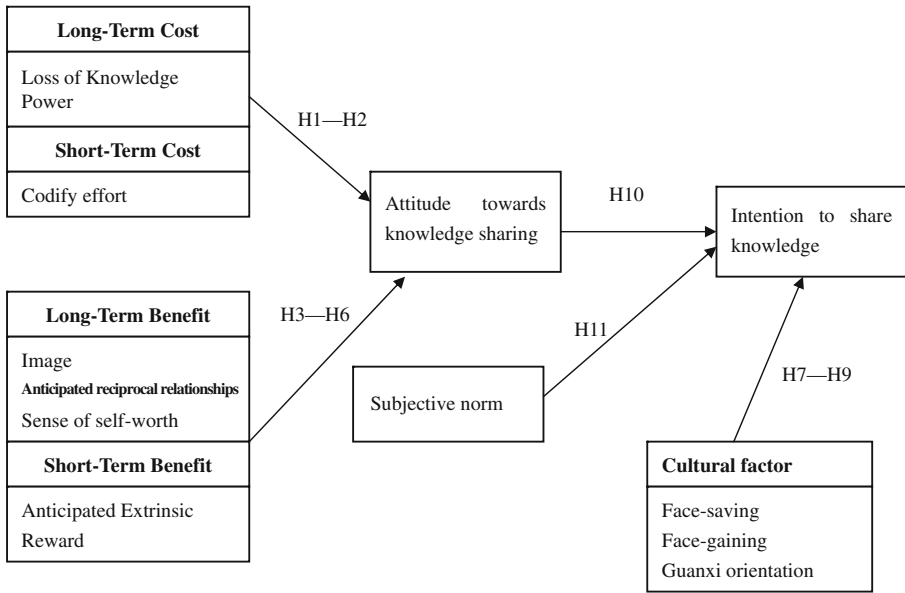 Long-Term Cost
Loss of Knowledge
Power
Short-Term Cost
Codify effort
H1—H2
Attitude towards
knowledge sharing
H10
Intention to share
knowledge
Long-Term Benefit
Image
Anticipated reciprocal relationships
Sense of self-worth
Short-Term Benefit
Anticipated Extrinsic
Reward
H3—H6
Subjective norm
H11
H7—H9
Cultural factor
Face-saving
Face-gaining
Guanxi orientation